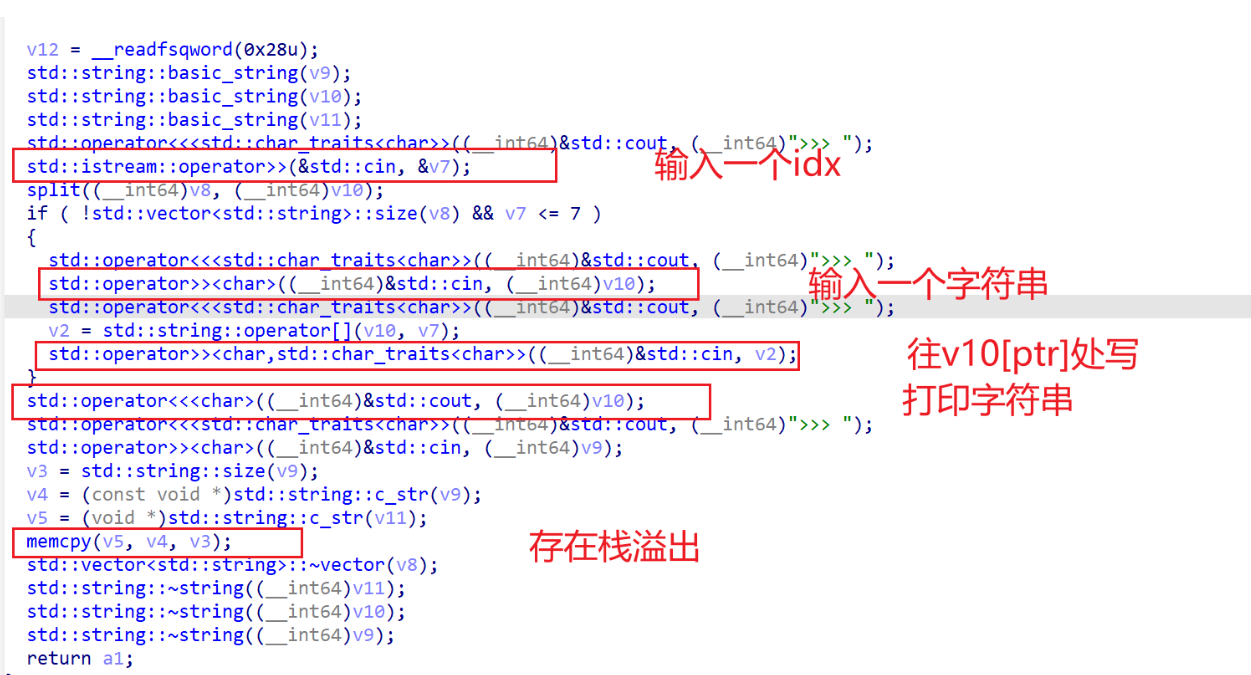 v12 = __readfsqword(0x28u);
std::string::basic_string(v9);
std::string::basic_string(v10);
std::string::basic_string(v11);
std::operator<<<std::char_traits<char>>((__int64)&std::cout, (__int64)">>> ");
std::istream::operator>>(&std::cin, &v7);
输入一个idx
split((__int64)v8, (__int64)v10);
if ( !std::vector<std::string>::size(v8) && v7 <= 7 )
{
std::operator<<<std::char_traits<char>>((__int64)&std::cout, (__int64)">>> ");
std::operator>><char>((__int64)&std::cin, (__int64)v10);
输入一个字符串
std::operator<<<std::char_traits<char>>((__int64)&std::cout, (__int64)">>> ");
v2 = std::string::operator[](v10, v7);
std::operator>><char,std::char_traits<char>>((__int64)&std::cin, v2);
往v10[ptr]处写
}
std::operator<<<char>((__int64)&std::cout, (__int64)v10);
打印字符串
std::operator<<<std::char_traits<char>>((__int64)&std::cout, (__int64)">>> ");
std::operator>><char>((__int64)&std::cin, (__int64)v9);
v3 = std::string::size(v9);
v4 = (const void *)std::string::c_str(v9);
v5 = (void *)std::string::c_str(v11);
memcpy(v5, v4, v3);
存在栈溢出
std::vector<std::string>::~vector(v8);
std::string::~string((__int64)v11);
std::string::~string((__int64)v10);
std::string::~string((__int64)v9);
return a1;